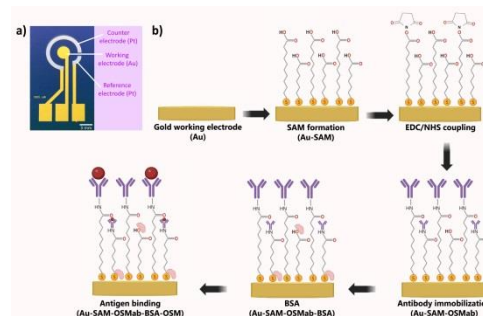 a)
Counter
electrode (Pt)
Working
electrode (Au)
Reference
electrode (Pt)
b)
Gold working electrode
(Au)
SAM formation
(Au-SAM)
EDC/NHS coupling
Antigen binding
(Au-SAM-OSMab-BSA-OSM)
BSA
(Au-SAM-OSMab-BSA)
Antibody immobilizati
(Au-SAM-OSMab)